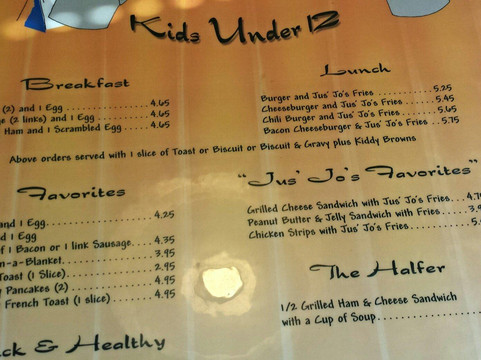 Kids Under 12
Breakfast
(2) and 1 Egg .................... 4.65
(2 links) and 1 Egg ........ 4.65
Ham and 1 Scrambled Egg .... 4.65
Lunch
Burger and Jus' Jo's Fries .............. 5.25
Cheeseburger and Jus' Jo's Fries ....... 5.45
Chili Burger and Jus' Jo's Fries ......... 5.65
Bacon Cheeseburger & Jus' Jo's Fries .. 5.75
Above orders served with 1 slice of Toast or Biscuit or Biscuit & Gravy plus Kiddy Browns
Favorites
and 1 Egg ........................ 4.25
and 1 Egg
of 1 Bacon or 1 link Sausage.... 4.35
-a-Blanket ..................... 3.95
Toast (1 Slice) .................. 2.95
Pancakes (2) .................. 4.95
French Toast (1 slice) .......... 4.95
& Healthy
"Jus' Jo's Favorites"
Grilled Cheese Sandwich with Jus' Jo's Fries....
Peanut Butter & Jelly Sandwich with Fries......
Chicken Strips with Jus' Jo's Fries.............
The Halfer
1/2 Grilled Ham & Cheese Sandwich
with a Cup of Soup...................